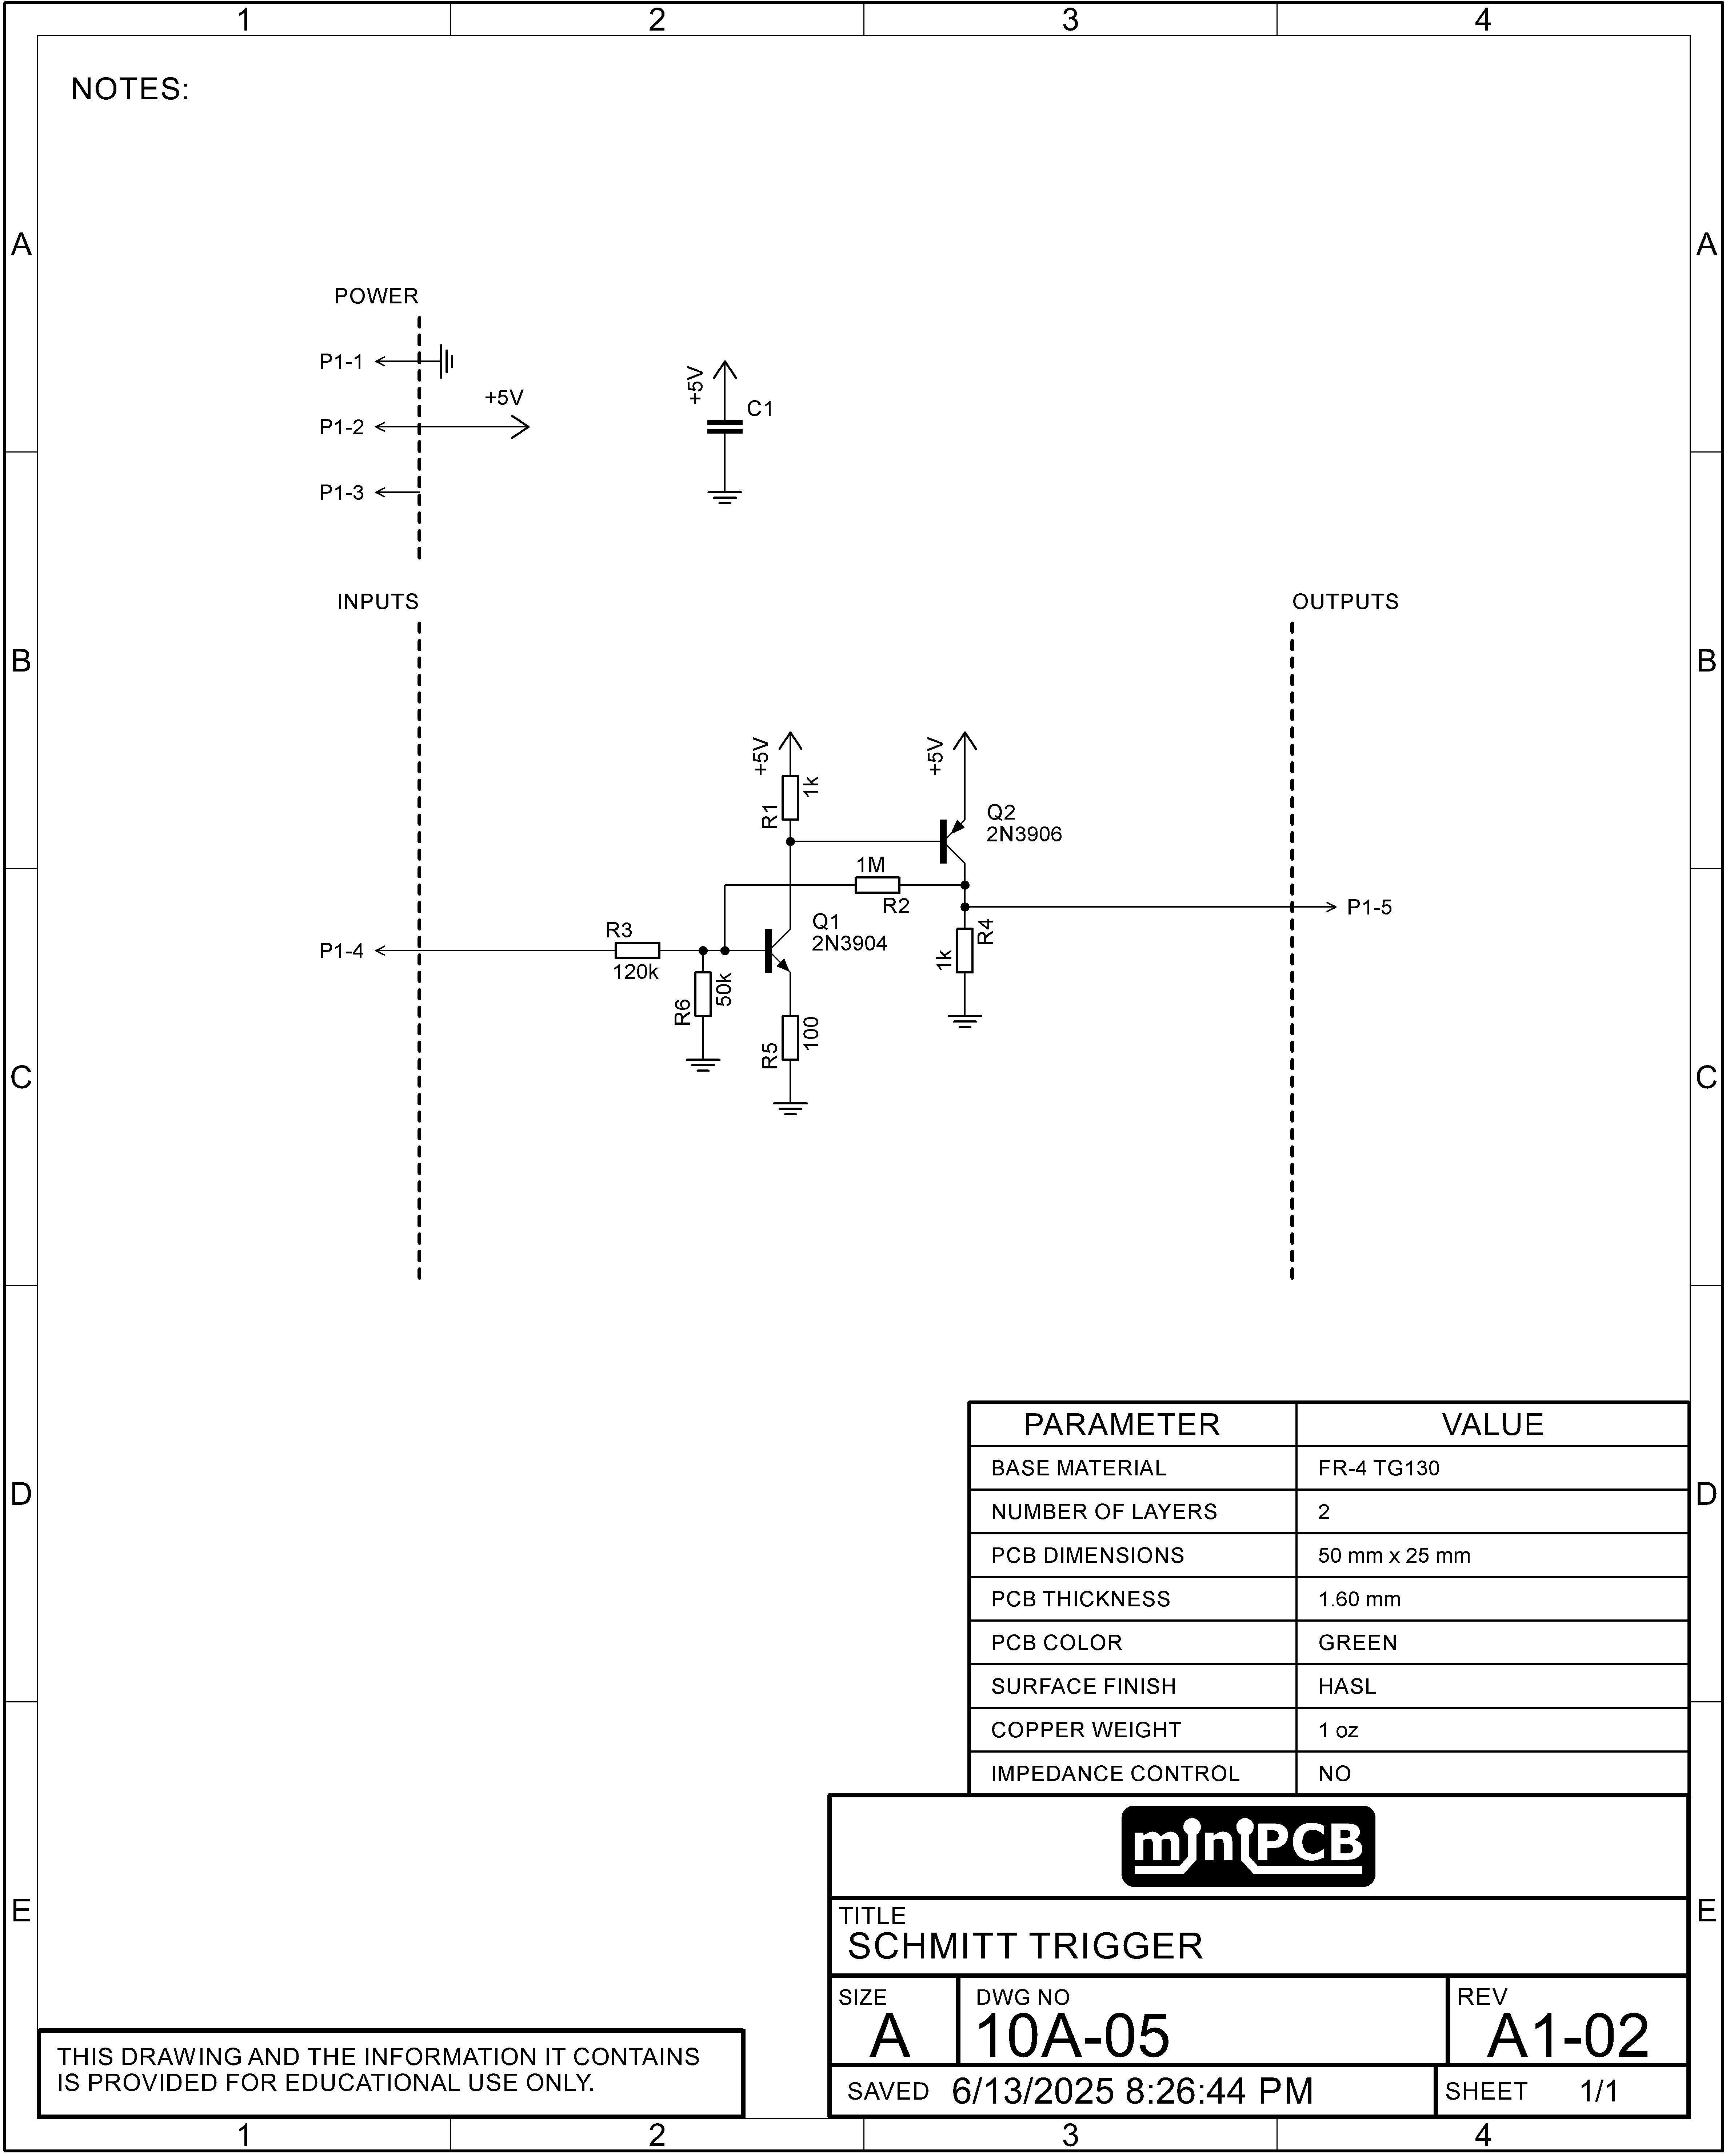 1 2 3 4
NOTES:
A A
POWER
P1-1
+5V
P1-2
P1-3
+5V
C1
INPUTS
OUTPUTS
B B
+5V
R1
1k
+5V
Q2
2N3906
1M
R2
Q1
2N3904
P1-5
R4
1k
P1-4
R3
120k
R6
50k
R5
100
C C
PARAMETER VALUE
BASE MATERIAL FR-4 TG130
D D
NUMBER OF LAYERS 2
PCB DIMENSIONS 50 mm x 25 mm
PCB THICKNESS 1.60 mm
PCB COLOR GREEN
SURFACE FINISH HASL
COPPER WEIGHT 1 oz
IMPEDANCE CONTROL NO
miniPCB
E E
TITLE
SCHMITT TRIGGER
SIZE DWG NO REV
A 10A-05 A1-02
SAVED 6/13/2025 8:26:44 PM SHEET 1/1
THIS DRAWING AND THE INFORMATION IT CONTAINS
IS PROVIDED FOR EDUCATIONAL USE ONLY.
1 2 3 4